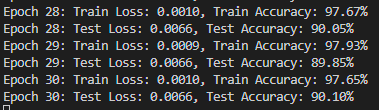 Epoch 28: Train Loss: 0.0010, Train Accuracy: 97.67%
Epoch 28: Test Loss: 0.0066, Test Accuracy: 90.05%
Epoch 29: Train Loss: 0.0009, Train Accuracy: 97.93%
Epoch 29: Test Loss: 0.0066, Test Accuracy: 89.85%
Epoch 30: Train Loss: 0.0010, Train Accuracy: 97.65%
Epoch 30: Test Loss: 0.0066, Test Accuracy: 90.10%